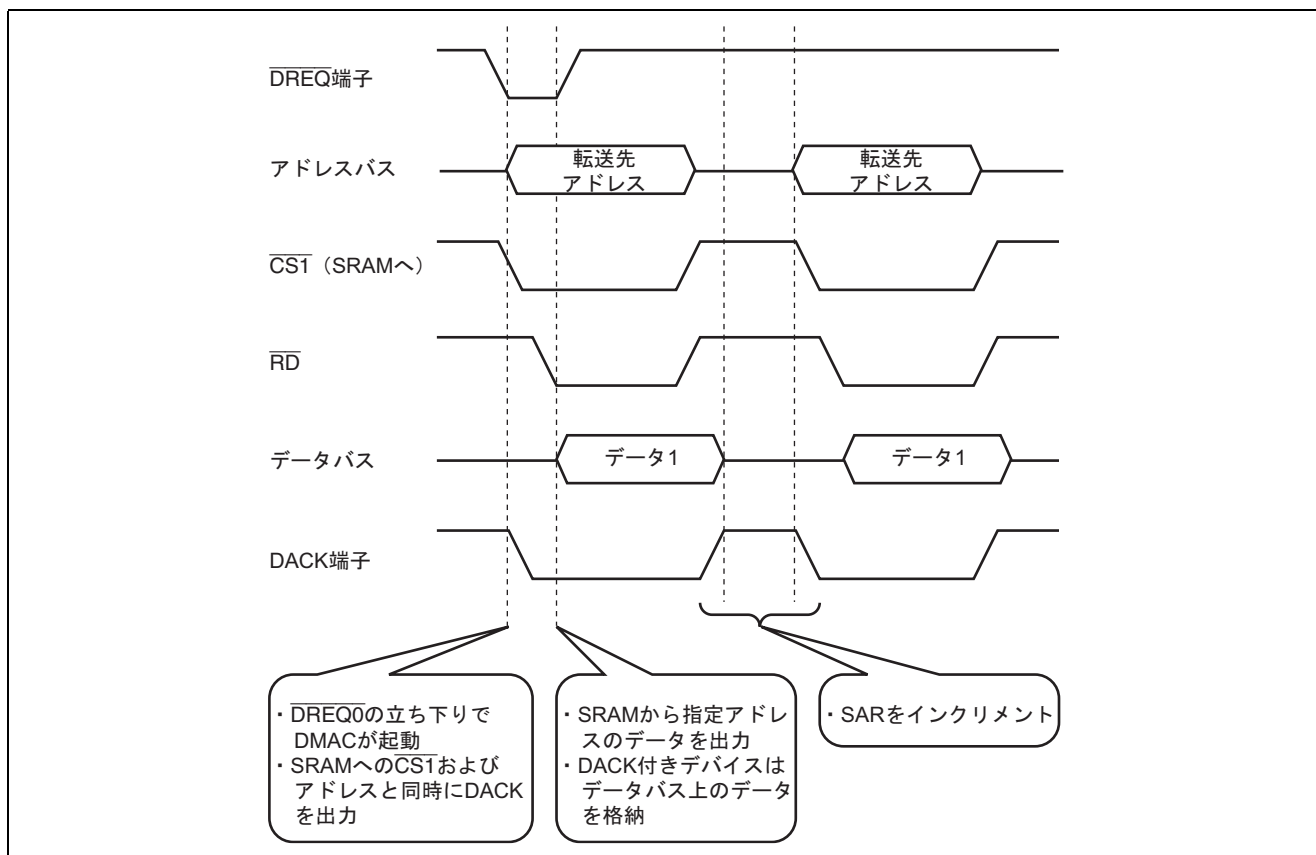 DREQ端子
アドレスバス
転送先
アドレス
転送先
アドレス
CS1（SRAMへ）
RD
データバス
データ1
データ1
DACK端子
・DREQ0の立ち下りで
DMACが起動
・SRAMへのCS1および
アドレスと同時にDACK
を出力
・SRAMから指定アドレ
スのデータを出力
・DACK付きデバイスは
データバス上のデータ
を格納
・SARをインクリメント